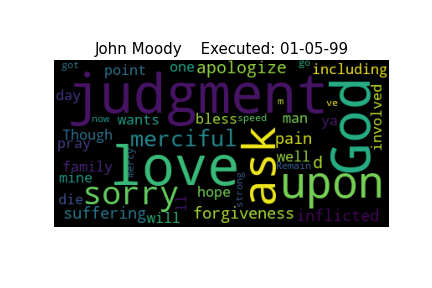 John Moody    Executed: 01-05-99
got
point
one
apologize
go
including
judgment
God
day
m
ve
now
wants
bless
speed
man
ya
involved
Though
merciful
ask
pain
pray
love
mercy
well
d
Remain
family
mine
sorry
hope
strong
upon
die
ll
suffering
will
forgiveness
inflicted